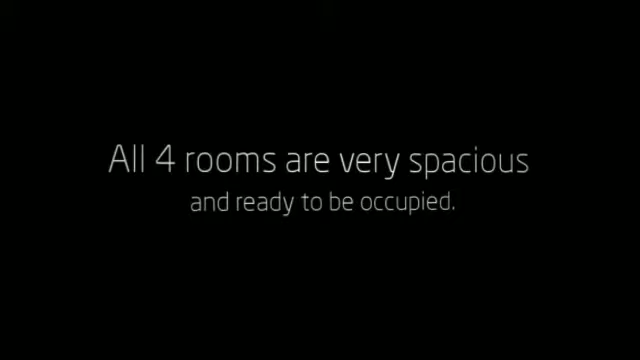 All 4 rooms are very spacious
and ready to be occupied.